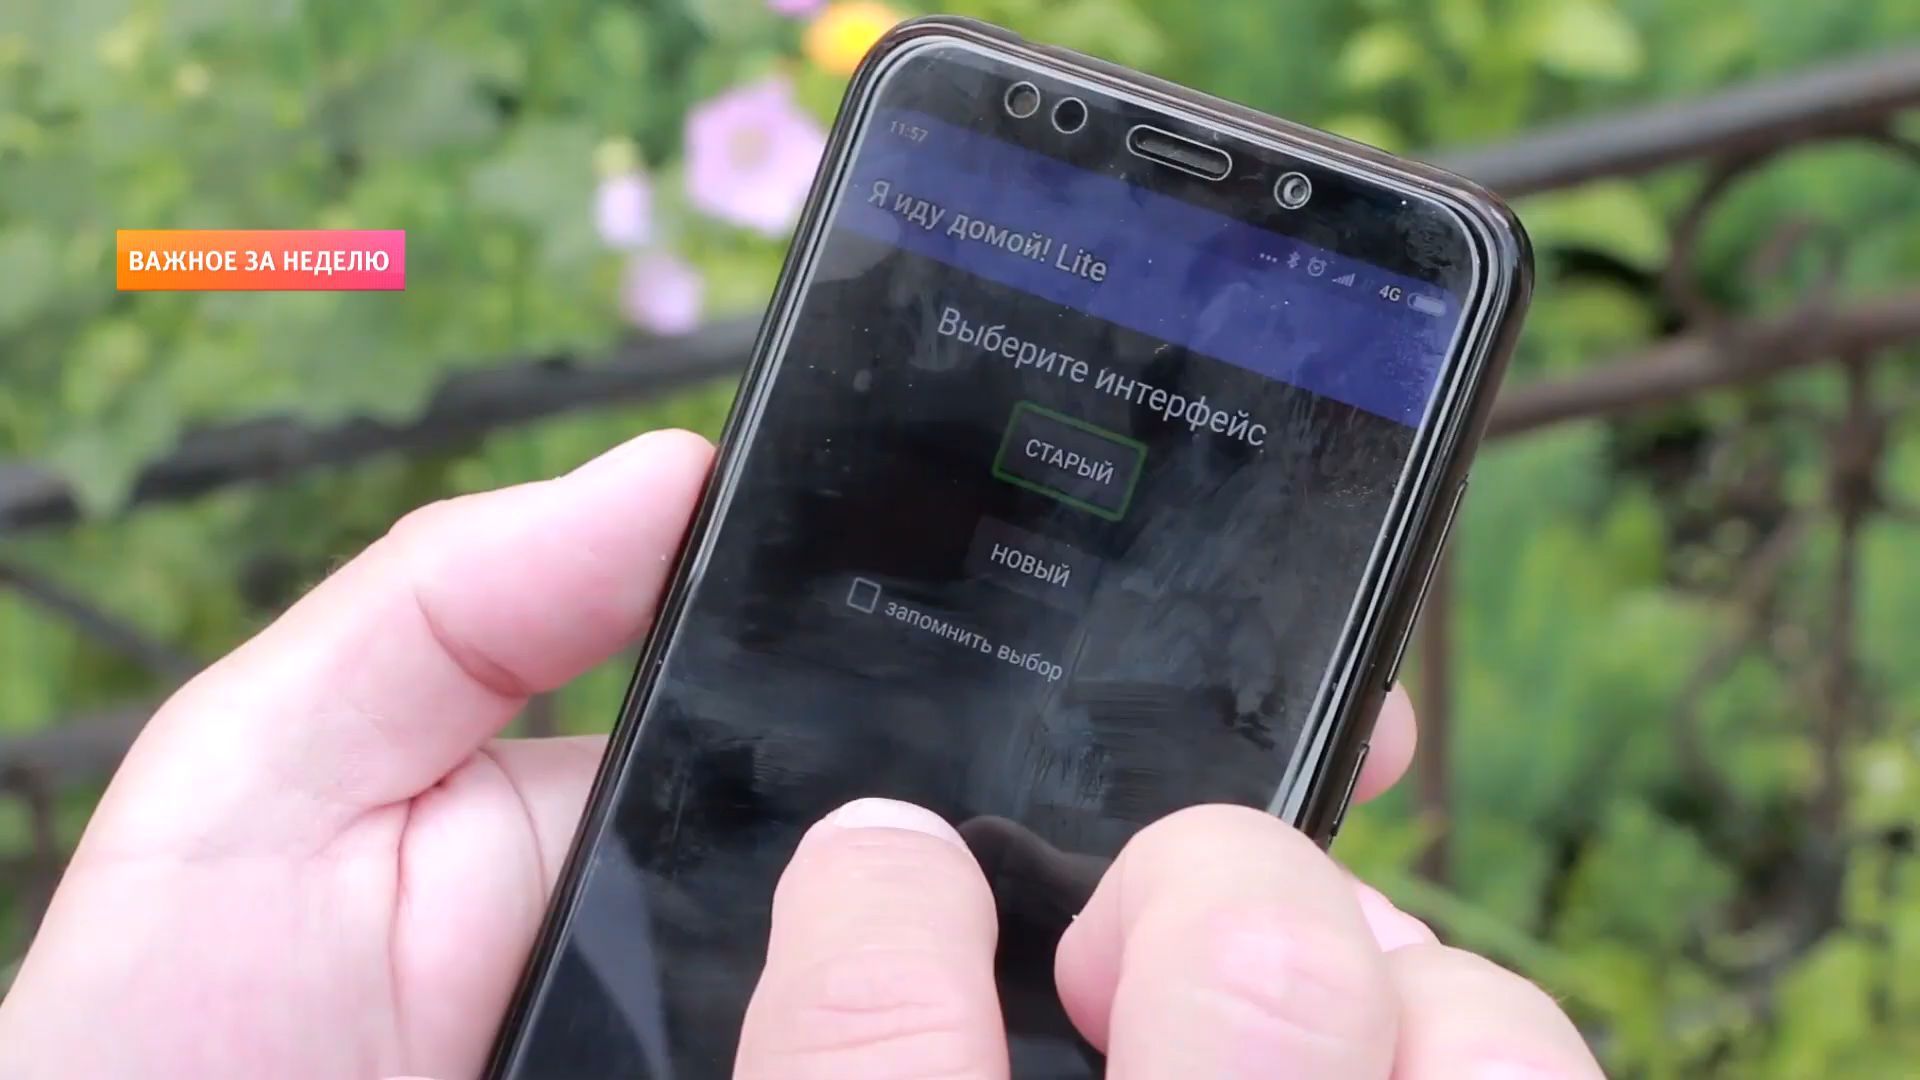 ВАЖНОЕ ЗА НЕДЕЛЮ
11:57
4G
Я иду домой! Lite
Выберите интерфейс
СТАРЫЙ
НОВЫЙ
запомнить выбор